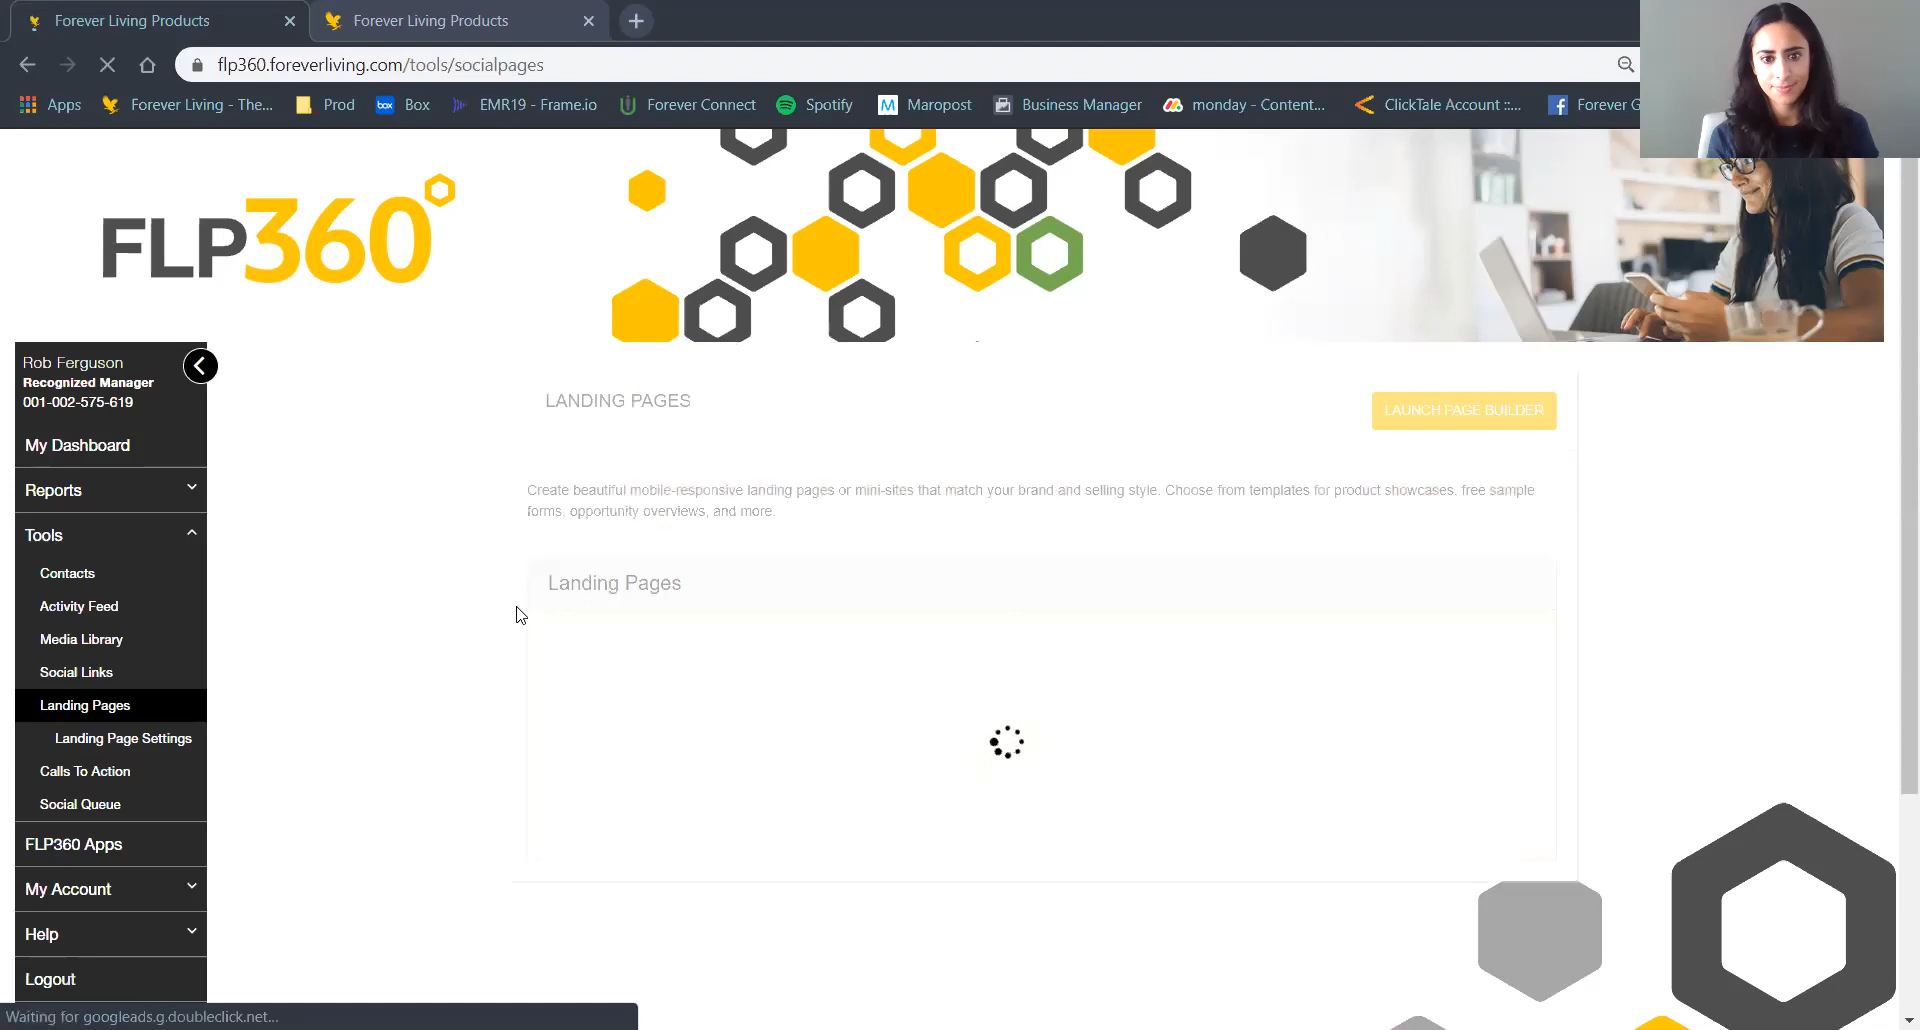 Forever Living Products
Forever Living Products
flp360.foreverliving.com/tools/socialpages
Apps
Forever Living - The...
Prod
box
Box
EMR19 - Frame.io
Forever Connect
Spotify
M
Maropost
Business Manager
monday - Content...
ClickTale Account ::...
Forever G
FLP360
Rob Ferguson
Recognized Manager
001-002-575-619
My Dashboard
Reports
Tools
Contacts
Activity Feed
Media Library
Social Links
Landing Pages
Landing Page Settings
Calls To Action
Social Queue
FLP360 Apps
My Account
Help
Logout
LANDING PAGES
LAUNCH PAGE BUILDER
Create beautiful mobile-responsive landing pages or mini-sites that match your brand and selling style. Choose from templates for product showcases. free sample
forms, opportunity overviews, and more.
Landing Pages
Waiting for googleads.g.doubleclick.net...